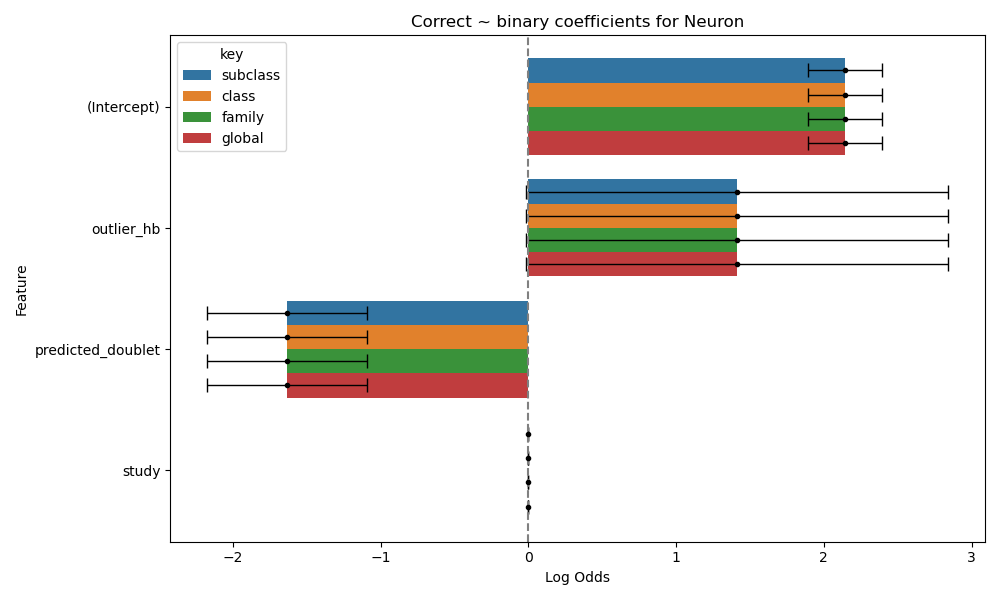 Correct ~ binary coefficients for Neuron
key
subclass
class
family
global
(Intercept)
outlier_hb
predicted_doublet
study
Feature
−2
−1
0
1
2
3
Log Odds